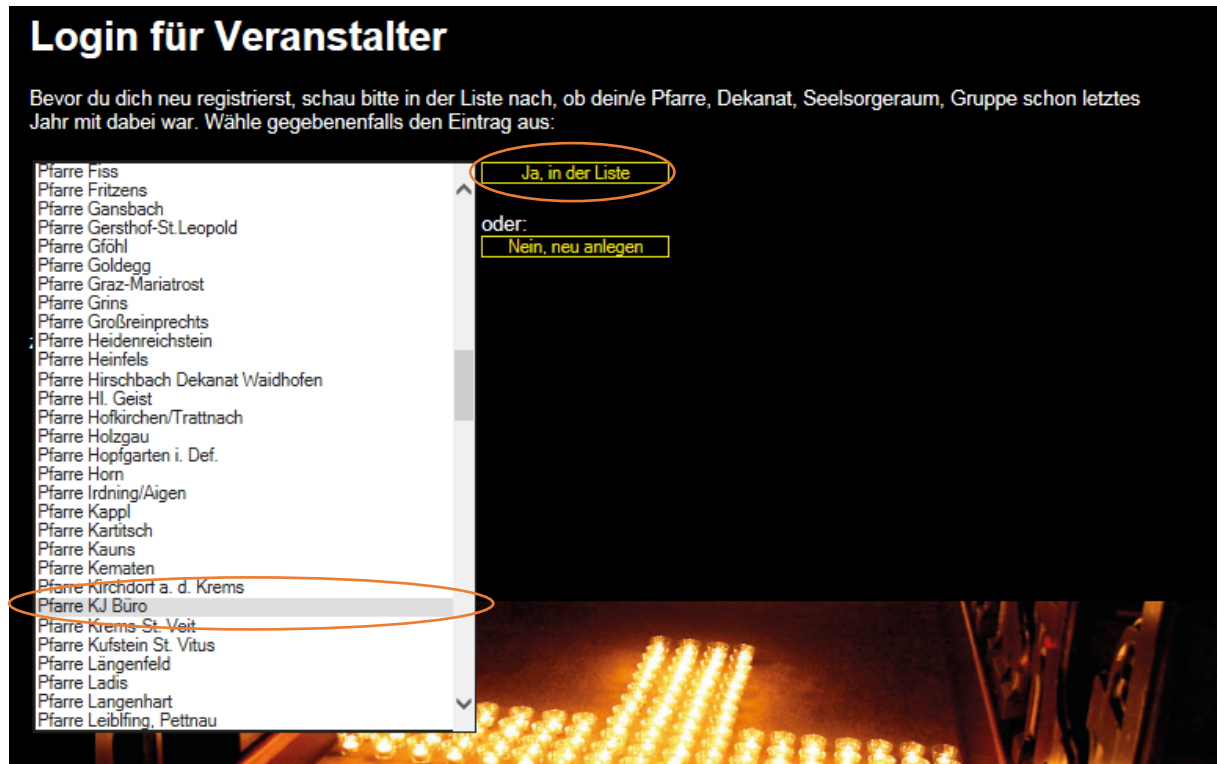 Login für Veranstalter
Bevor du dich neu registrierst, schau bitte in der Liste nach, ob dein/e Pfarre, Dekanat, Seelsorgeraum, Gruppe schon letztes
Jahr mit dabei war. Wähle gegebenenfalls den Eintrag aus:
Pfarre Fiss
Pfarre Fritzens
Pfarre Gansbach
Pfarre Gersthof-St.Leopold
Pfarre Gföhl
Pfarre Goldegg
Pfarre Graz-Mariatrost
Pfarre Grins
Pfarre Großreinprechts
Pfarre Heidenreichstein
Pfarre Heinfels
Pfarre Hirschbach Dekanat Waidhofen
Pfarre Hl. Geist
Pfarre Hofkirchen/Trattnach
Pfarre Holzgau
Pfarre Hopfgarten i. Def.
Pfarre Horn
Pfarre Irdning/Aigen
Pfarre Kappl
Pfarre Kartitsch
Pfarre Kauns
Pfarre Kematen
Pfarre Kirchdorf a. d. Krems
Pfarre KJ Büro
Pfarre Krems-St. Veit
Pfarre Kufstein St. Vitus
Pfarre Längenfeld
Pfarre Ladis
Pfarre Langenhart
Pfarre Leiblfing, Pettnau
Ja, in der Liste
oder:
Nein, neu anlegen